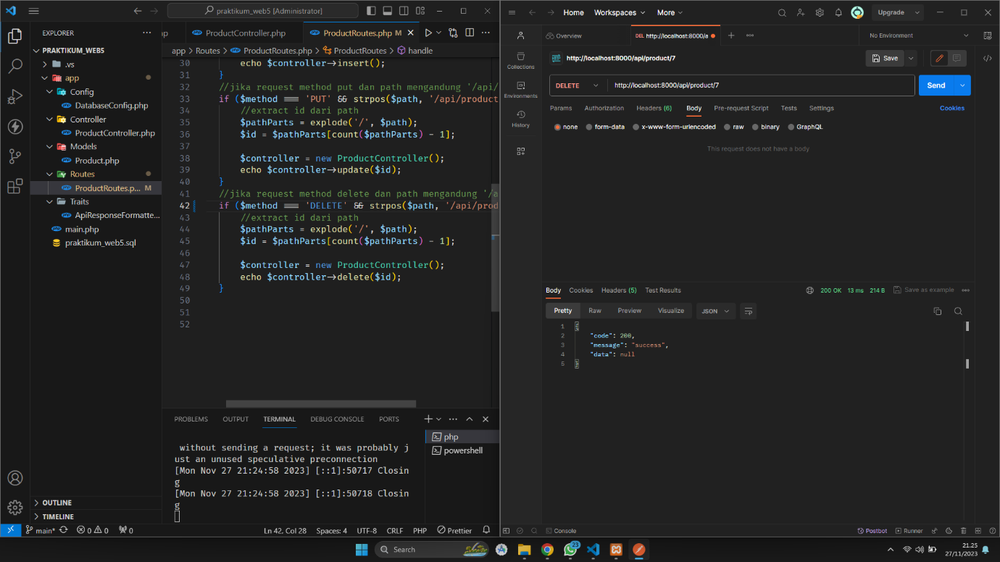 praktikum_web5 [Administrator]
EXPLORER
PRAKTIKUM_WEB5
.vs
app
Config
DatabaseConfig.php
Controller
ProductController.php
Models
Product.php
Routes
ProductRoutes.p... M
Traits
ApiResponseFormatte...
main.php
praktikum_web5.sql
OUTLINE
TIMELINE
ProductController.php
ProductRoutes.php M
app > Routes > ProductRoutes.php > ProductRoutes > handle
30 echo $controller->insert();
31 }
32 //jika request method put dan path mengandung '/api/
33 if ($method === 'PUT' && strpos($path, '/api/product
34 //extract id dari path
35 $pathParts = explode('/', $path);
36 $id = $pathParts[count($pathParts) - 1];
37
38 $controller = new ProductController();
39 echo $controller->update($id);
40 }
41 //jika request method delete dan path mengandung '/a
42 if ($method === 'DELETE' && strpos($path, '/api/prod
43 //extract id dari path
44 $pathParts = explode('/', $path);
45 $id = $pathParts[count($pathParts) - 1];
46
47 $controller = new ProductController();
48 echo $controller->delete($id);
49 }
50
51
52
PROBLEMS OUTPUT TERMINAL DEBUG CONSOLE PORTS
without sending a request; it was probably j
ust an unused speculative preconnection
[Mon Nov 27 21:24:58 2023] [::1]:50717 Closin
g
[Mon Nov 27 21:24:58 2023] [::1]:50718 Closin
g
php
powershell
main* 0 0 0 Ln 42, Col 28 Spaces: 4 UTF-8 CRLF PHP Prettier
Home Workspaces More Upgrade
Overview DEL http://localhost:8000/a No Environment
Collections
Environments
History
http://localhost:8000/api/product/7 Save
DELETE http://localhost:8000/api/product/7 Send
Params Authorization Headers (6) Body Pre-request Script Tests Settings Cookies
none form-data x-www-form-urlencoded raw binary GraphQL
This request does not have a body
Body Cookies Headers (5) Test Results 200 OK 13 ms 214 B Save as example
Pretty Raw Preview Visualize JSON
1 {
2 "code": 200,
3 "message": "success",
4 "data": null
5 }
Console Postbot Runner
Search
23
21.25
27/11/2023